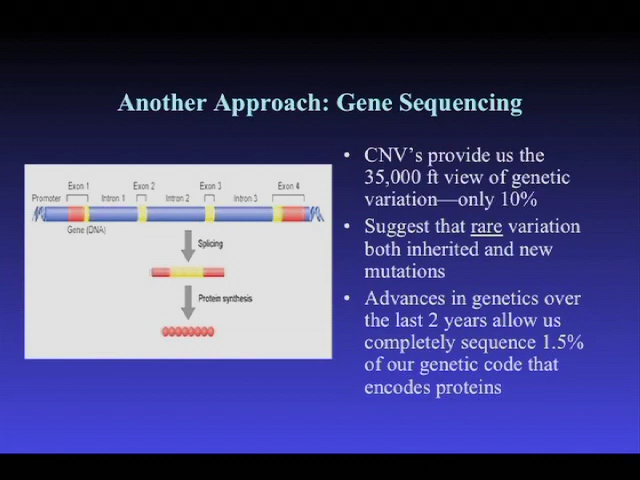 Another Approach: Gene Sequencing
Exon 1 Exon 2 Exon 3 Exon 4
Promoter Intron 1 Intron 2 Intron 3
Gene (DNA)
Splicing
Protein synthesis
• CNV's provide us the
35,000 ft view of genetic
variation—only 10%
• Suggest that rare variation
both inherited and new
mutations
• Advances in genetics over
the last 2 years allow us
completely sequence 1.5%
of our genetic code that
encodes proteins